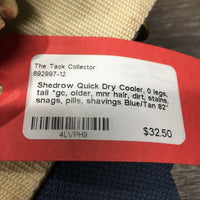 The Tack Collector
892997-12
Shedrow Quick Dry Cooler, 0 legs,
tail *gc, older, mnr hair, dirt, stains,
snags, pills, shavings Blue/Tan 82"
4LVPH9
$32.50